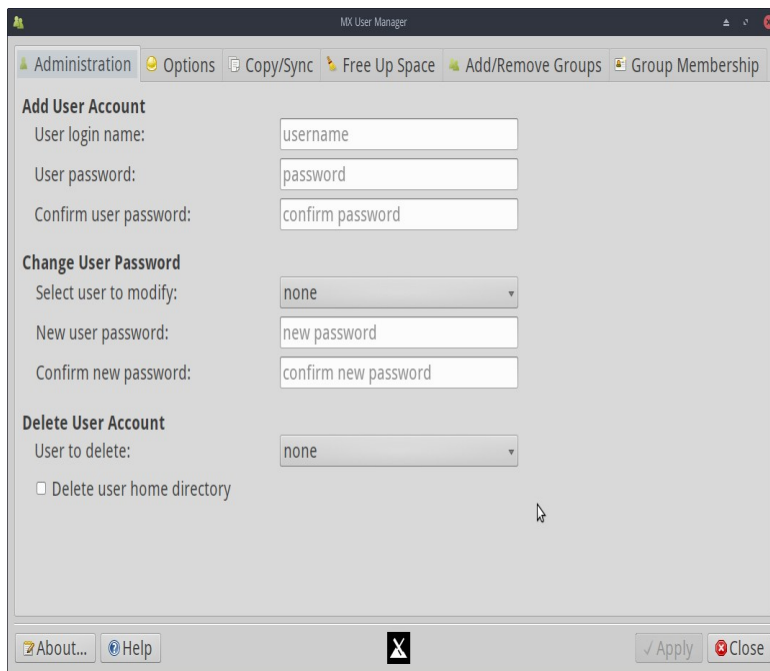 MX User Manager
Administration Options Copy/Sync Free Up Space Add/Remove Groups Group Membership
Add User Account
User login name: username
User password: password
Confirm user password: confirm password
Change User Password
Select user to modify: none
New user password: new password
Confirm new password: confirm new password
Delete User Account
User to delete: none
Delete user home directory
About... Help Apply Close